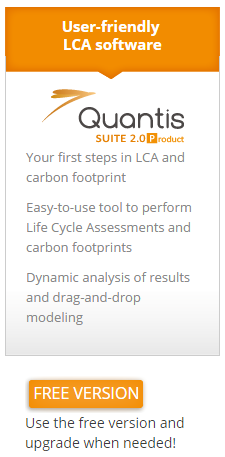 User-friendly
LCA software
Quantis
SUITE 2.0 Product
Your first steps in LCA and
carbon footprint
Easy-to-use tool to perform
Life Cycle Assessments and
carbon footprints
Dynamic analysis of results
and drag-and-drop
modeling
FREE VERSION
Use the free version and
upgrade when needed!